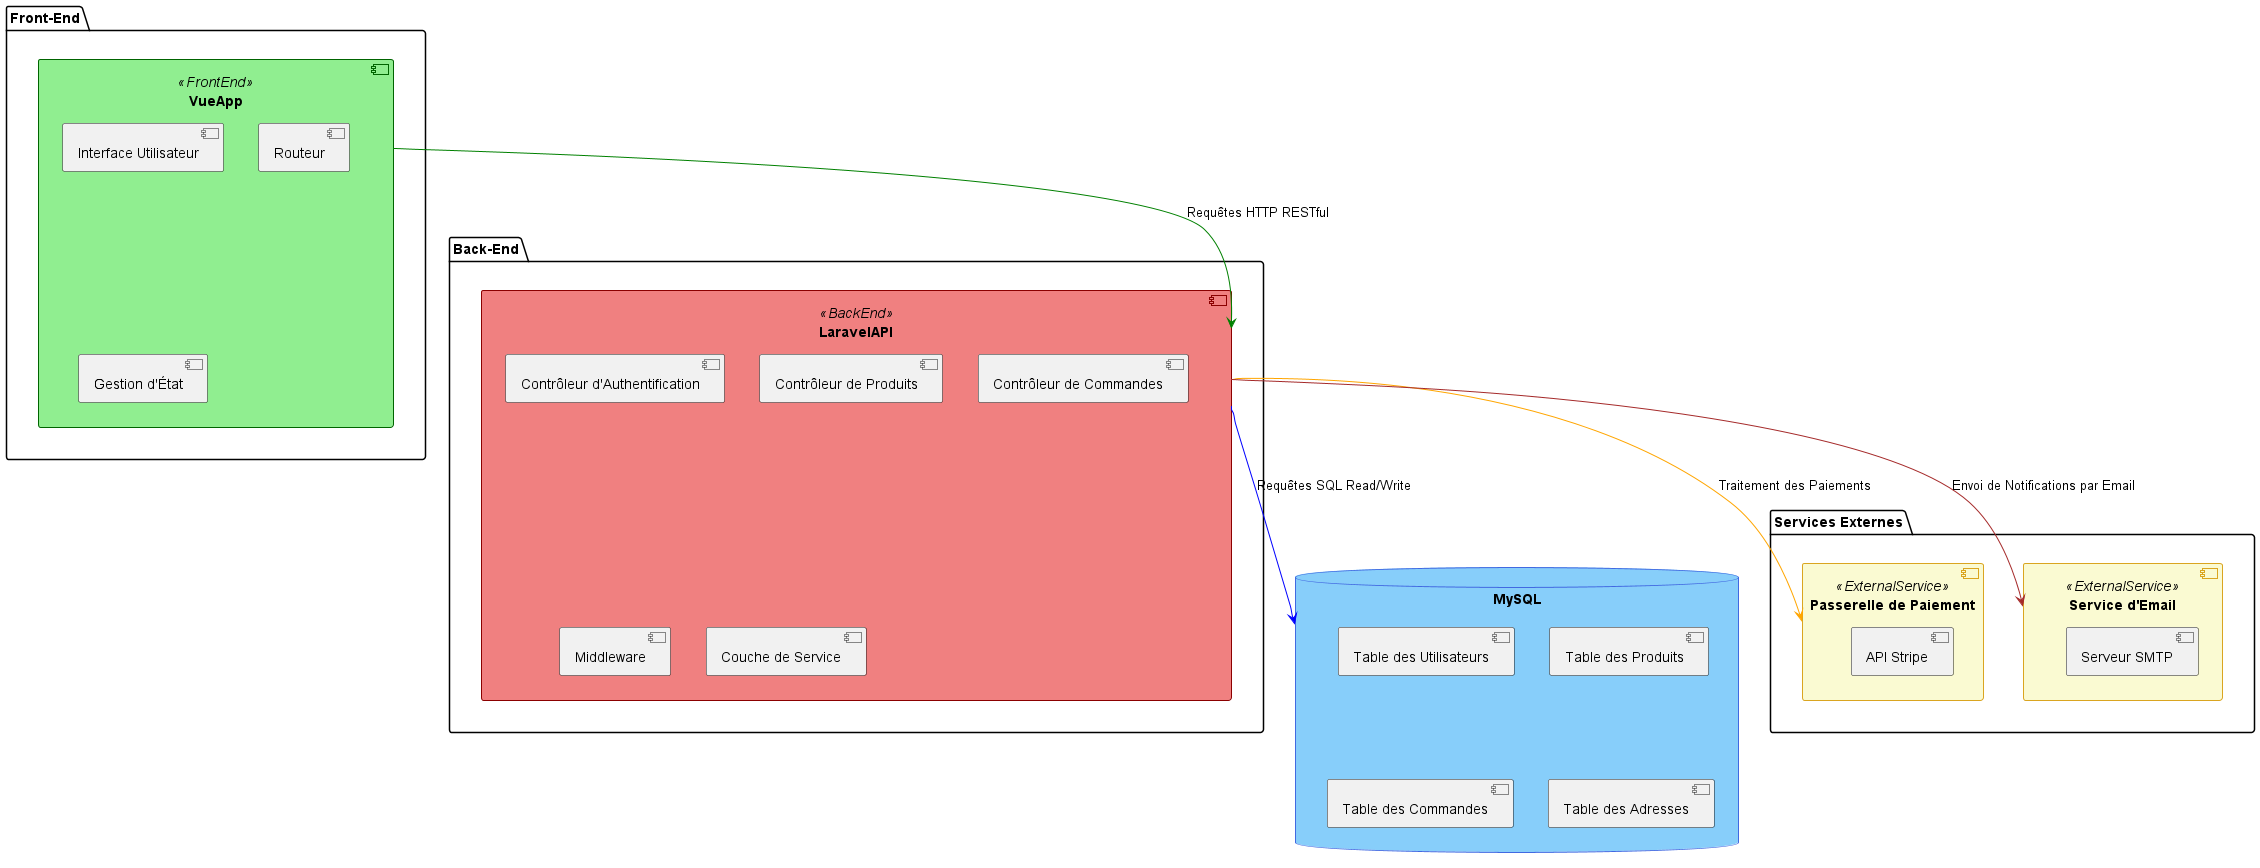 Front-End
«FrontEnd»
VueApp
Interface Utilisateur
Routeur
Gestion d'État
Requêtes HTTP RESTful
Back-End
«BackEnd»
LaravelAPI
Contrôleur d'Authentification
Contrôleur de Produits
Contrôleur de Commandes
Middleware
Couche de Service
Requêtes SQL Read/Write
Traitement des Paiements
Envoi de Notifications par Email
MySQL
Table des Utilisateurs
Table des Produits
Table des Commandes
Table des Adresses
Services Externes
«ExternalService»
Passerelle de Paiement
API Stripe
«ExternalService»
Service d'Email
Serveur SMTP